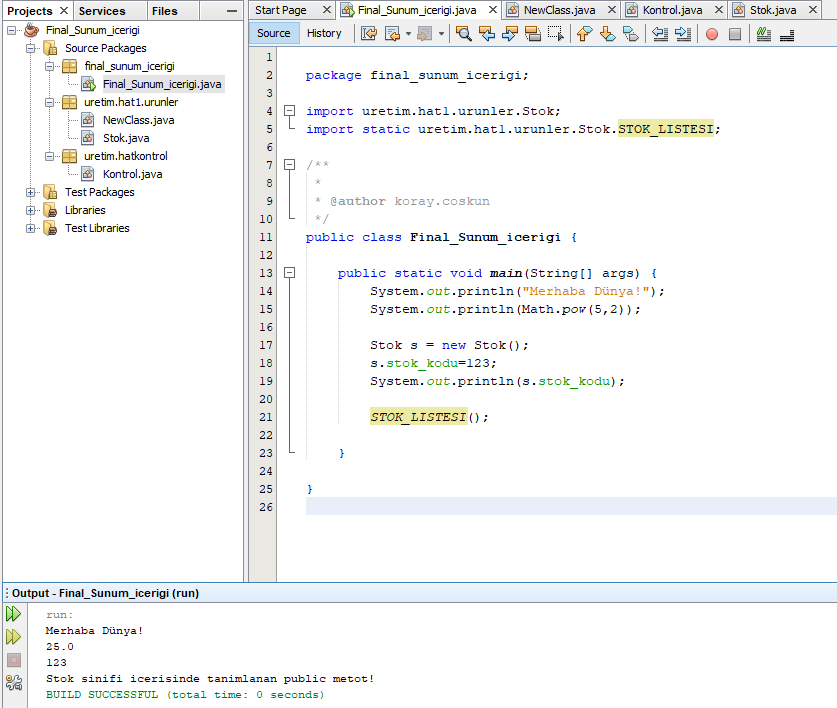 Projects Services Files
Final_Sunum_icerigi
Source Packages
final_sunum_icerigi
Final_Sunum_icerigi.java
uretim.hat1.urunler
NewClass.java
Stok.java
uretim.hatkontrol
Kontrol.java
Test Packages
Libraries
Test Libraries
Start Page Final_Sunum_icerigi.java NewClass.java Kontrol.java Stok.java
Source History
1
2 package final_sunum_icerigi;
3
4 import uretim.hat1.urunler.Stok;
5 import static uretim.hat1.urunler.Stok.STOK_LISTESI;
6
7 /**
8 *
9 * @author koray.coskun
10 */
11 public class Final_Sunum_icerigi {
12
13 public static void main(String[] args) {
14 System.out.println("Merhaba Dünya!");
15 System.out.println(Math.pow(5,2));
16
17 Stok s = new Stok();
18 s.stok_kodu=123;
19 System.out.println(s.stok_kodu);
20
21 STOK_LISTESI();
22
23 }
24
25 }
26
Output - Final_Sunum_icerigi (run)
run:
Merhaba Dünya!
25.0
123
Stok sinifi icerisinde tanimlanan public metot!
BUILD SUCCESSFUL (total time: 0 seconds)